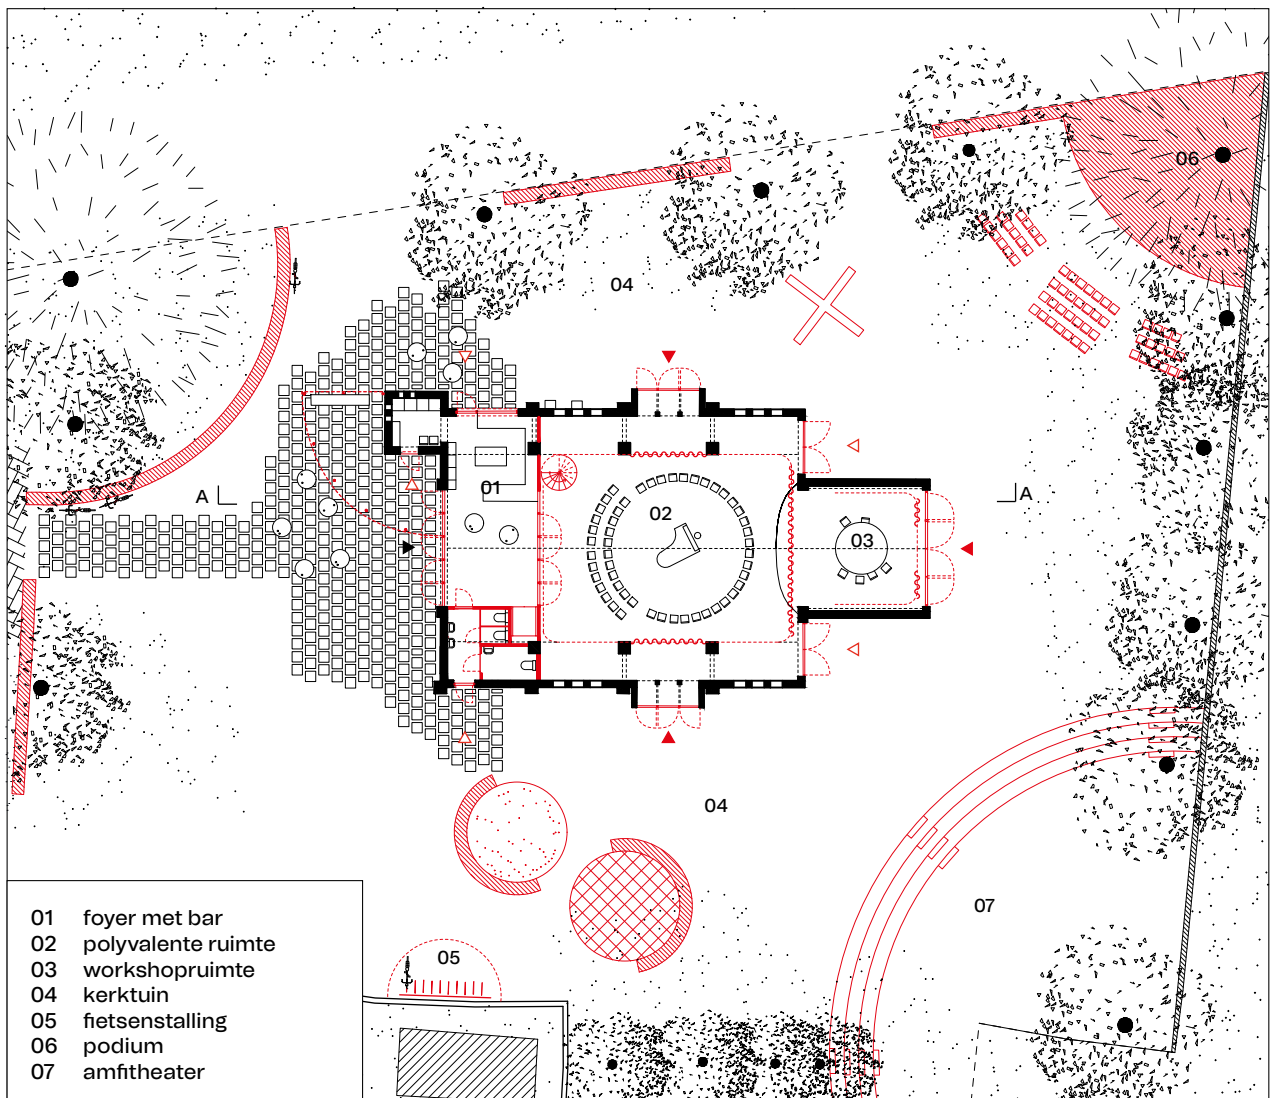 06
04
A
01
02
03
A
04
07
05
01 foyer met bar
02 polyvalente ruimte
03 workshopruimte
04 kerktuin
05 fietsenstalling
06 podium
07 amfitheater